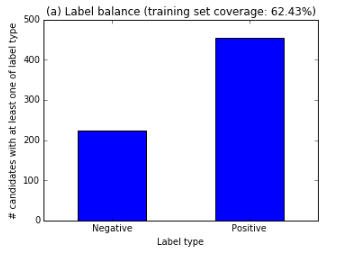 (a) Label balance (training set coverage: 62.43%)
500
400
300
200
100
0
# candidates with at least one of label type
Negative Positive
Label type